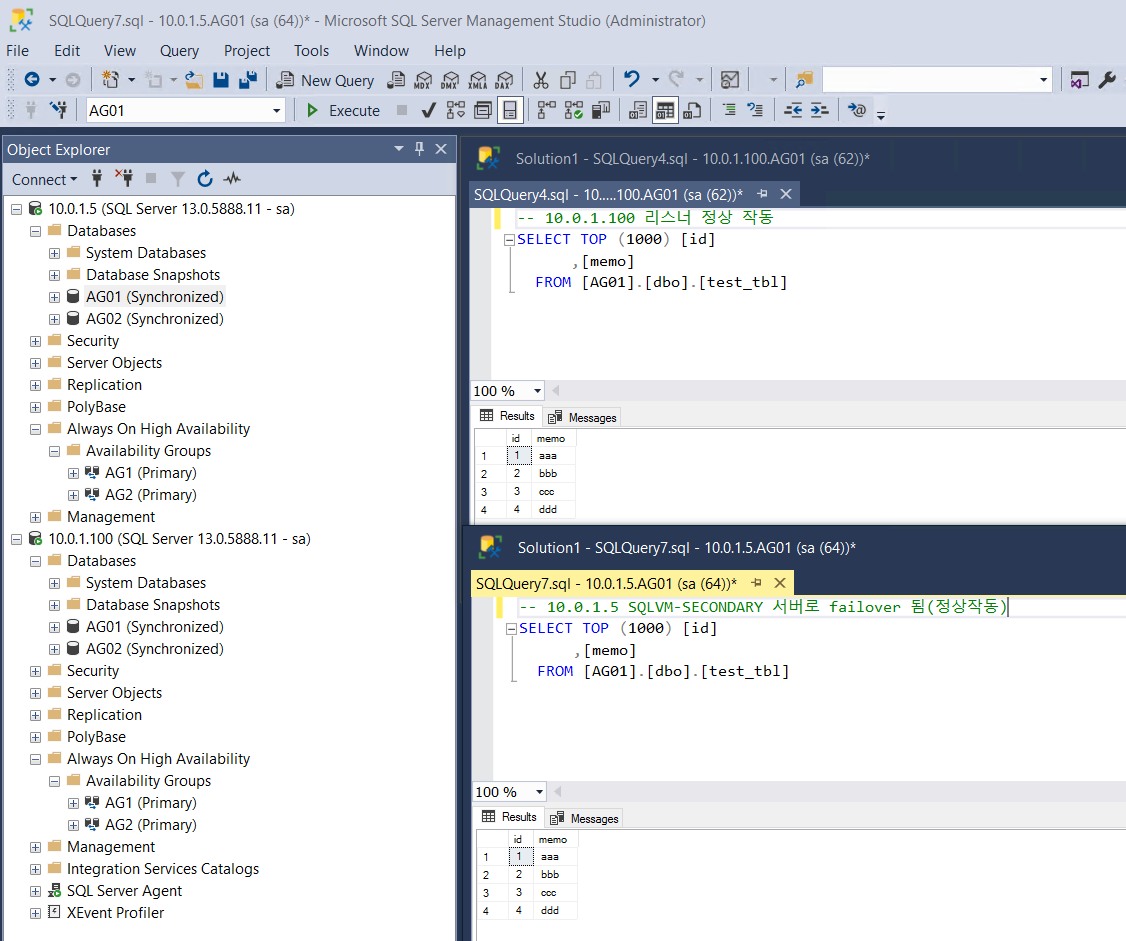 SQLQuery7.sql - 10.0.1.5.AG01 (sa (64))* - Microsoft SQL Server Management Studio (Administrator)
File Edit View Query Project Tools Window Help
New Query MDX DMX XMLA DAX
AG01 Execute
Object Explorer
Connect
10.0.1.5 (SQL Server 13.0.5888.11 - sa)
Databases
System Databases
Database Snapshots
AG01 (Synchronized)
AG02 (Synchronized)
Security
Server Objects
Replication
PolyBase
Always On High Availability
Availability Groups
AG1 (Primary)
AG2 (Primary)
Management
10.0.1.100 (SQL Server 13.0.5888.11 - sa)
Databases
System Databases
Database Snapshots
AG01 (Synchronized)
AG02 (Synchronized)
Security
Server Objects
Replication
PolyBase
Always On High Availability
Availability Groups
AG1 (Primary)
AG2 (Primary)
Management
Integration Services Catalogs
SQL Server Agent
XEvent Profiler
Solution1 - SQLQuery4.sql - 10.0.1.100.AG01 (sa (62))*
SQLQuery4.sql - 10.....100.AG01 (sa (62))*
-- 10.0.1.100 리스너 정상 작동
SELECT TOP (1000) [id]
,[memo]
FROM [AG01].[dbo].[test_tbl]
100 %
Results Messages
id memo
1 1 aaa
2 2 bbb
3 3 ccc
4 4 ddd
Solution1 - SQLQuery7.sql - 10.0.1.5.AG01 (sa (64))*
SQLQuery7.sql - 10.0.1.5.AG01 (sa (64))*
-- 10.0.1.5 SQLVM-SECONDARY 서버로 failover 됨(정상작동)
SELECT TOP (1000) [id]
,[memo]
FROM [AG01].[dbo].[test_tbl]
100 %
Results Messages
id memo
1 1 aaa
2 2 bbb
3 3 ccc
4 4 ddd